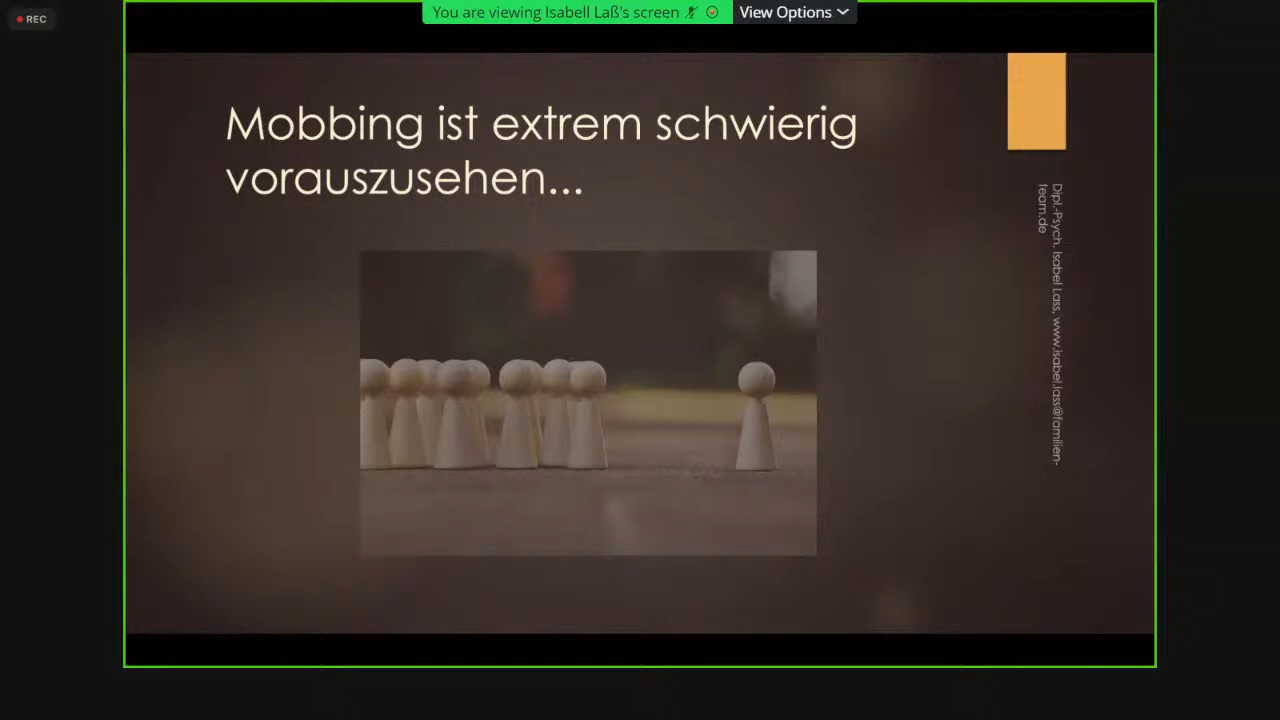 REC
You are viewing Isabell Laß's screen
View Options
Mobbing ist extrem schwierig
vorauszusehen...
Dipl.-Psych. Isabel Lass, www.isabel.lass@familien-
team.de